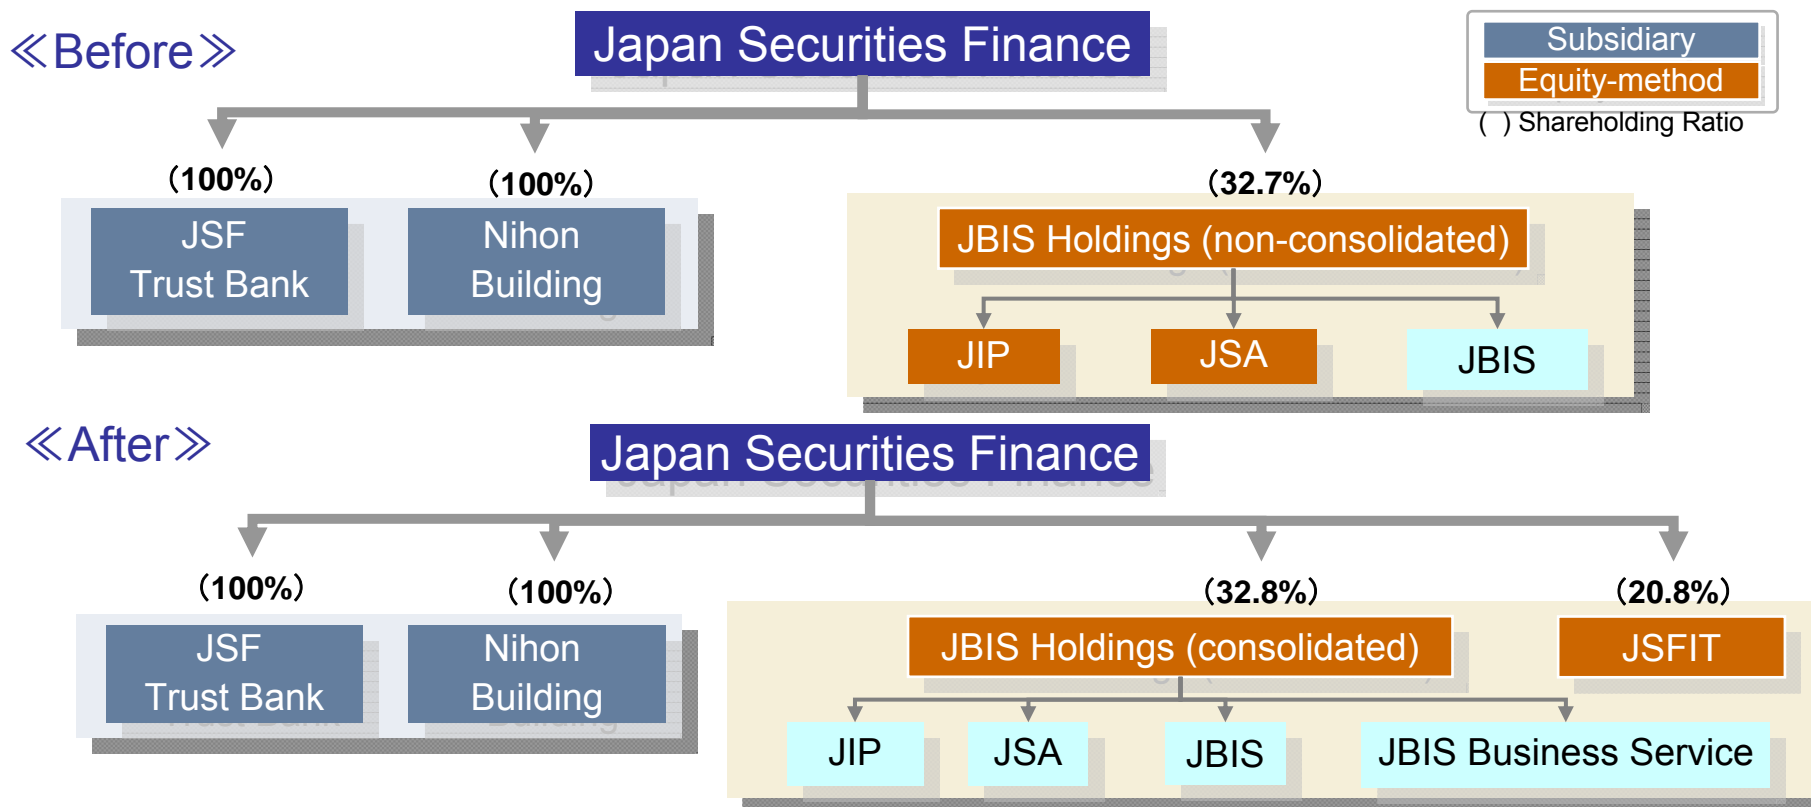 ≪Before≫
Japan Securities Finance
Subsidiary
Equity-method
( ) Shareholding Ratio
(100%)
(100%)
(32.7%)
JSF
Trust Bank
Nihon
Building
JBIS Holdings (non-consolidated)
JIP
JSA
JBIS
≪After≫
Japan Securities Finance
(100%)
(100%)
(32.8%)
(20.8%)
JSF
Trust Bank
Nihon
Building
JBIS Holdings (consolidated)
JSFIT
JIP
JSA
JBIS
JBIS Business Service